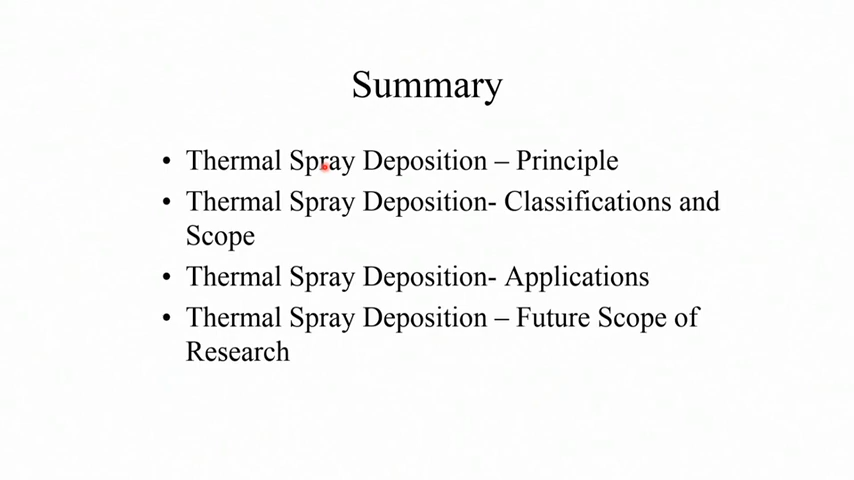 Summary
• Thermal Spray Deposition – Principle
• Thermal Spray Deposition- Classifications and
Scope
• Thermal Spray Deposition- Applications
• Thermal Spray Deposition – Future Scope of
Research